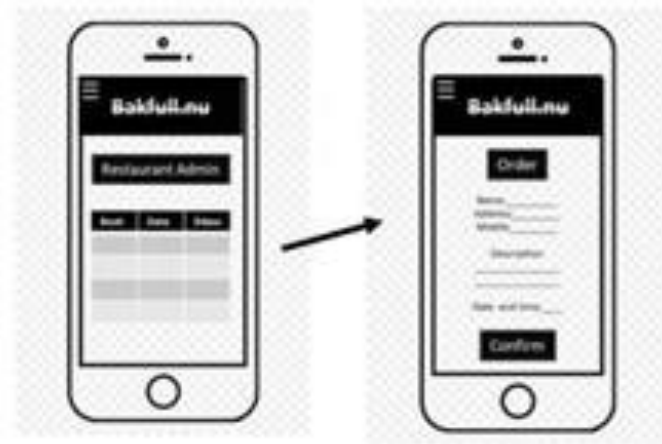 Bakfull.nu
Restaurant Admin
Date
Bakfull.nu
Order
Name
Address
Mobile
Description
Date and time
Confirm